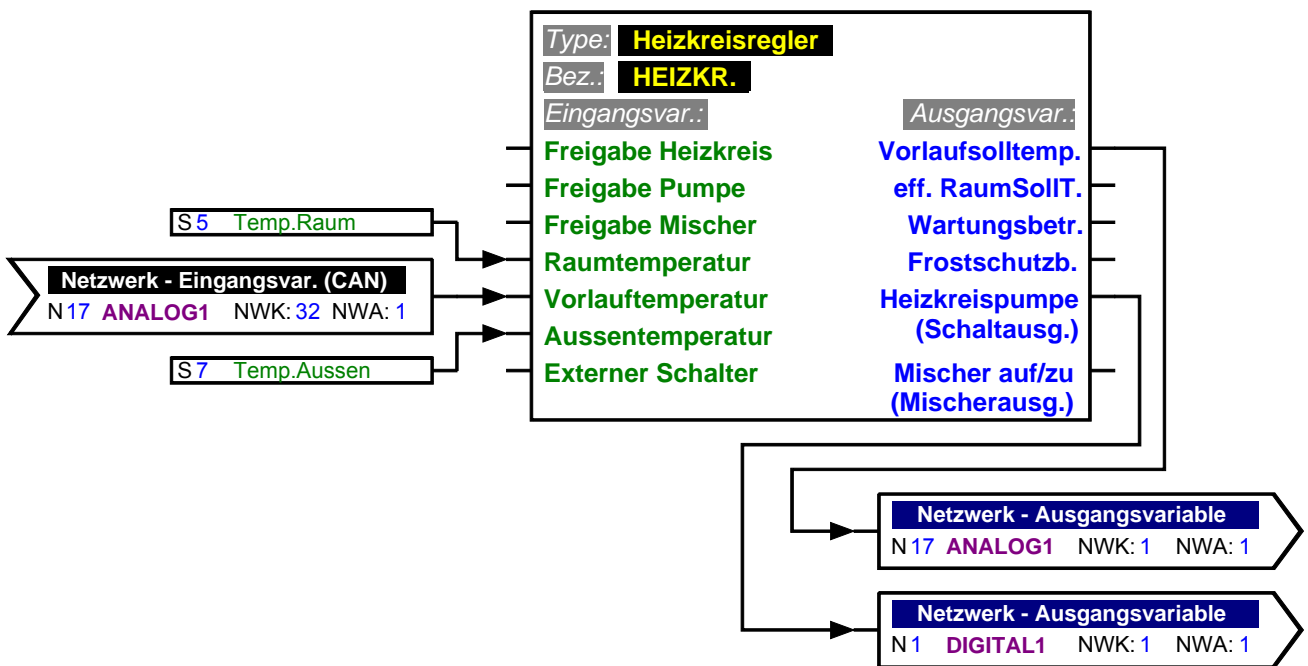 Type: Heizkreisregler
Bez.: HEIZKR.
Eingangsvar.: Ausgangsvar.:
Freigabe Heizkreis Vorlaufsolltemp.
Freigabe Pumpe eff. RaumSollT.
S 5 Temp.Raum Freigabe Mischer Wartungsbetr.
Netzwerk - Eingangsvar. (CAN) Raumtemperatur Frostschutzb.
N 17 ANALOG1 NWK: 32 NWA: 1 Vorlauftemperatur Heizkreispumpe
Aussentemperatur (Schaltausg.)
S 7 Temp.Aussen Externer Schalter Mischer auf/zu
(Mischerausg.)
Netzwerk - Ausgangsvariable
N 17 ANALOG1 NWK: 1 NWA: 1
Netzwerk - Ausgangsvariable
N 1 DIGITAL1 NWK: 1 NWA: 1